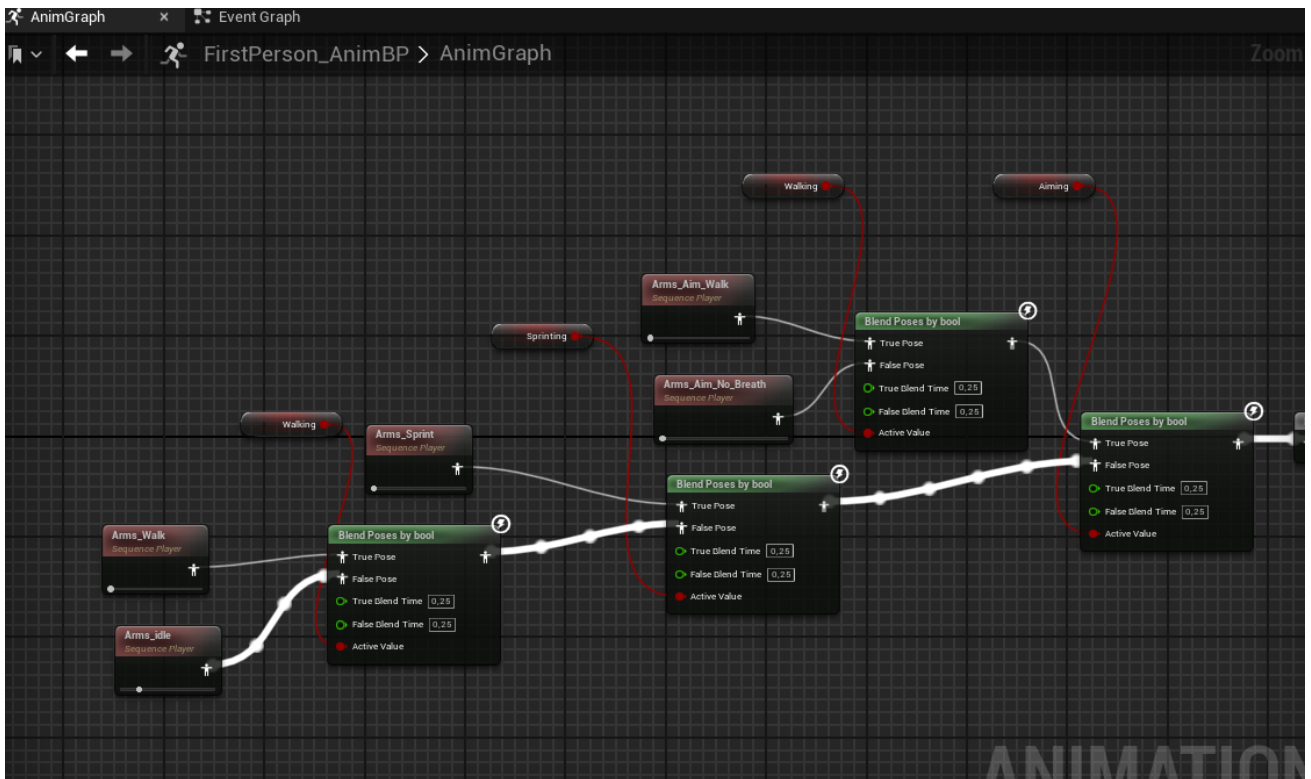 AnimGraph
Event Graph
FirstPerson_AnimBP > AnimGraph
Zoom
Walking
Aiming
Arms_Aim_Walk
Sequence Player
Blend Poses by bool
True Pose
False Pose
True Blend Time 0,25
False Blend Time 0,25
Active Value
Sprinting
Arms_Aim_No_Breath
Sequence Player
Walking
Arms_Sprint
Sequence Player
Blend Poses by bool
True Pose
False Pose
True Blend Time 0,25
False Blend Time 0,25
Active Value
Blend Poses by bool
True Pose
False Pose
True Blend Time 0,25
False Blend Time 0,25
Active Value
Arms_Walk
Sequence Player
Blend Poses by bool
True Pose
False Pose
True Blend Time 0,25
False Blend Time 0,25
Active Value
Arms_idle
Sequence Player
ANIMATION